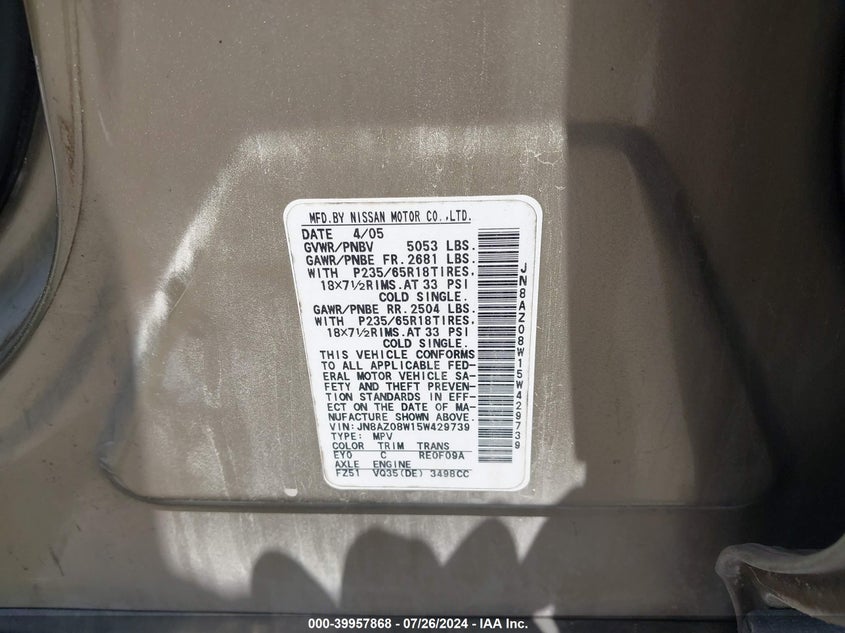 MFD.BY NISSAN MOTOR CO.,LTD.
DATE 4/05
GVWR/PNBV 5053 LBS.
GAWR/PNBE FR. 2681 LBS.
WITH P235/65R18TIRES,
18×7½RIMS.AT 33 PSI
COLD SINGLE.
GAWR/PNBE RR. 2504 LBS.
WITH P235/65R18TIRES,
18×7½RIMS.AT 33 PSI
COLD SINGLE.
THIS VEHICLE CONFORMS
TO ALL APPLICABLE FED-
ERAL MOTOR VEHICLE SA-
FETY AND THEFT PREVEN-
TION STANDARDS IN EFF-
ECT ON THE DATE OF MA-
NUFACTURE SHOWN ABOVE.
VIN: JN8AZ08W15W429739
TYPE: MPV
COLOR TRIM TRANS
EY0 C RE0F09A
AXLE ENGINE
FZ51 VQ35(DE) 3498CC
JN8AZ08W15W429739
000-39957868 / 07/26/2024 - IAA Inc.